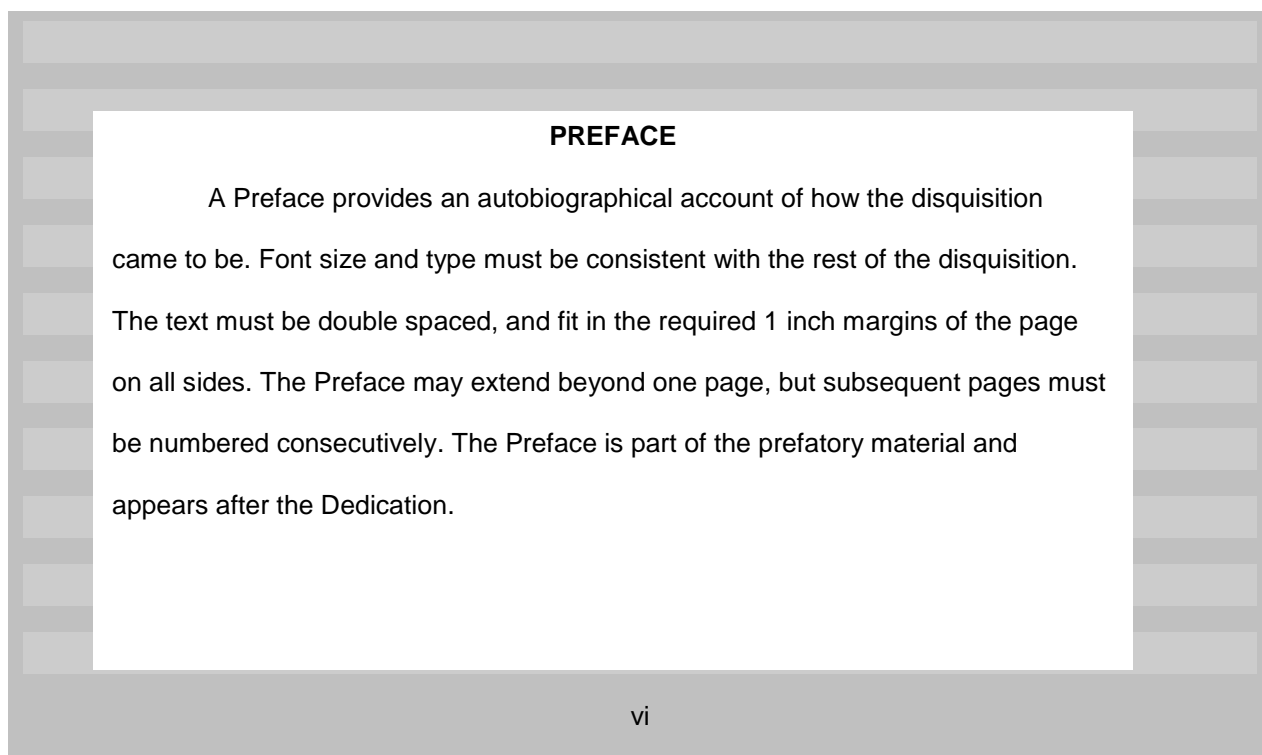 PREFACE
A Preface provides an autobiographical account of how the disquisition
came to be. Font size and type must be consistent with the rest of the disquisition.
The text must be double spaced, and fit in the required 1 inch margins of the page
on all sides. The Preface may extend beyond one page, but subsequent pages must
be numbered consecutively. The Preface is part of the prefatory material and
appears after the Dedication.
vi